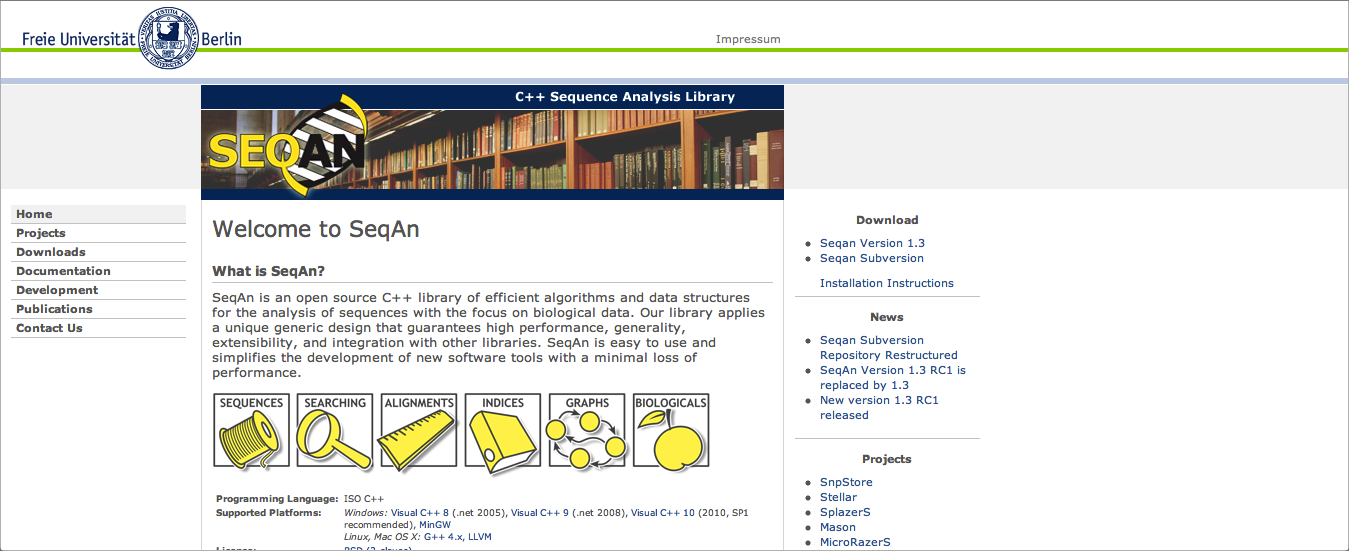 Freie Universität Berlin
Impressum
C++ Sequence Analysis Library
SEQAN
Home
Projects
Downloads
Documentation
Development
Publications
Contact Us
Welcome to SeqAn
What is SeqAn?
SeqAn is an open source C++ library of efficient algorithms and data structures
for the analysis of sequences with the focus on biological data. Our library applies
a unique generic design that guarantees high performance, generality,
extensibility, and integration with other libraries. SeqAn is easy to use and
simplifies the development of new software tools with a minimal loss of
performance.
SEQUENCES SEARCHING ALIGNMENTS INDICES GRAPHS BIOLOGICALS
Programming Language: ISO C++
Supported Platforms: Windows: Visual C++ 8 (.net 2005), Visual C++ 9 (.net 2008), Visual C++ 10 (2010, SP1
recommended), MinGW
Linux, Mac OS X: G++ 4.x, LLVM
License: BSD (3-clause)
Download
Seqan Version 1.3
Seqan Subversion
Installation Instructions
News
Seqan Subversion
Repository Restructured
SeqAn Version 1.3 RC1 is
replaced by 1.3
New version 1.3 RC1
released
Projects
SnpStore
Stellar
SplazerS
Mason
MicroRazerS